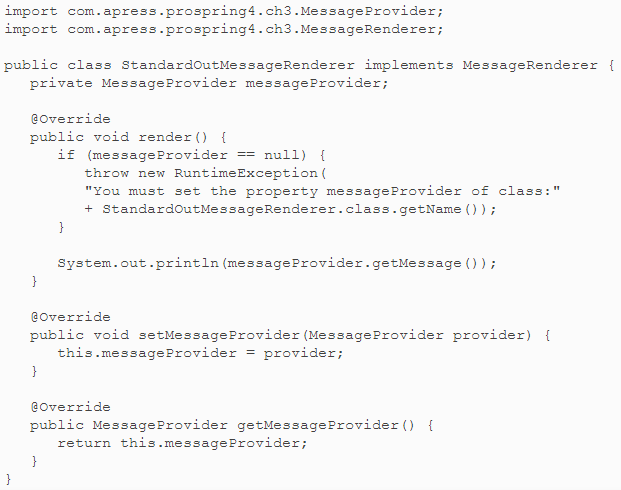 import com.apress.prospring4.ch3.MessageProvider;
import com.apress.prospring4.ch3.MessageRenderer;

public class StandardOutMessageRenderer implements MessageRenderer {
   private MessageProvider messageProvider;

   @Override
   public void render() {
      if (messageProvider == null) {
         throw new RuntimeException(
         "You must set the property messageProvider of class:"
         + StandardOutMessageRenderer.class.getName());
      }

      System.out.println(messageProvider.getMessage());
   }

   @Override
   public void setMessageProvider(MessageProvider provider) {
      this.messageProvider = provider;
   }

   @Override
   public MessageProvider getMessageProvider() {
      return this.messageProvider;
   }
}